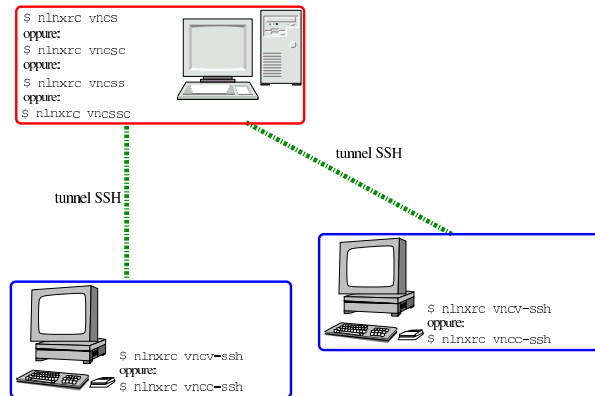 $ nlnxrc vncs
oppure:
$ nlnxrc vncsc
oppure:
$ nlnxrc vncss
oppure:
$ nlnxrc vncssc
tunnel SSH
tunnel SSH
$ nlnxrc vncv-ssh
oppure:
$ nlnxrc vncc-ssh
$ nlnxrc vncv-ssh
oppure:
$ nlnxrc vncc-ssh